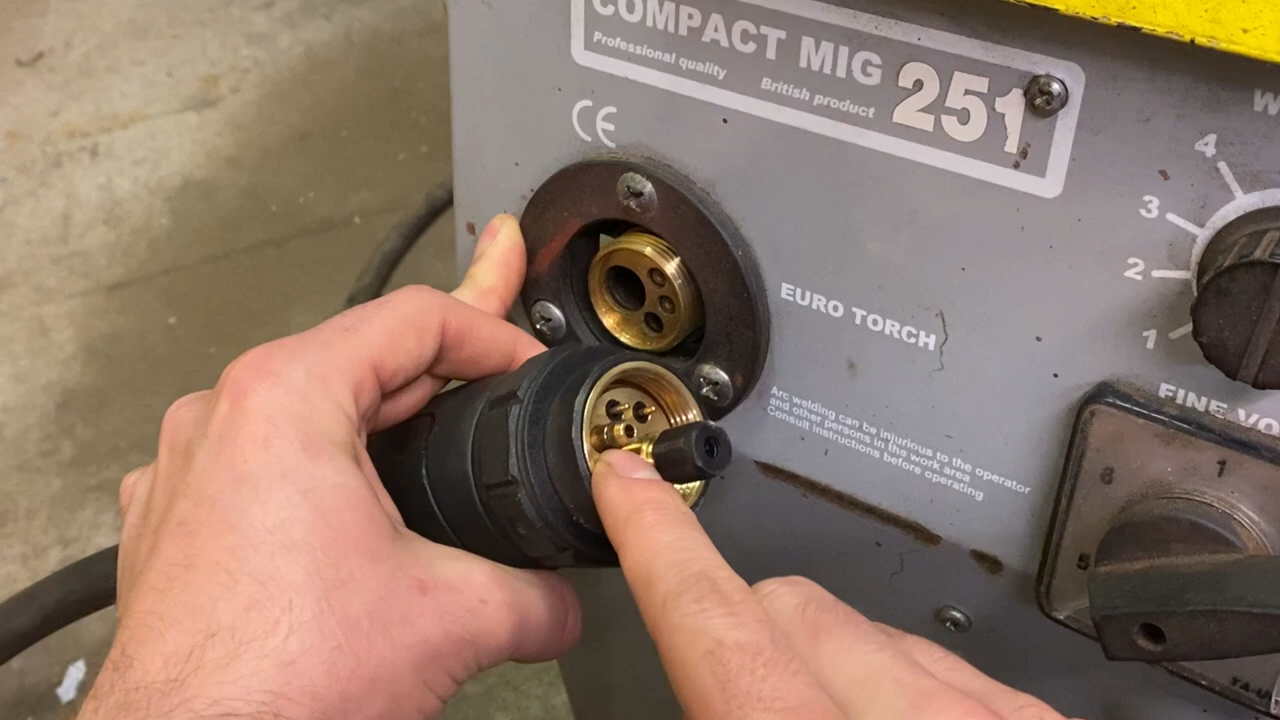 COMPACT MIG 251
Professional quality British product
CE
W
4
3
2
1
EURO TORCH
FINE VO
Arc welding can be injurious to the operator
and other persons in the work area
Consult instructions before operating
1
6
5